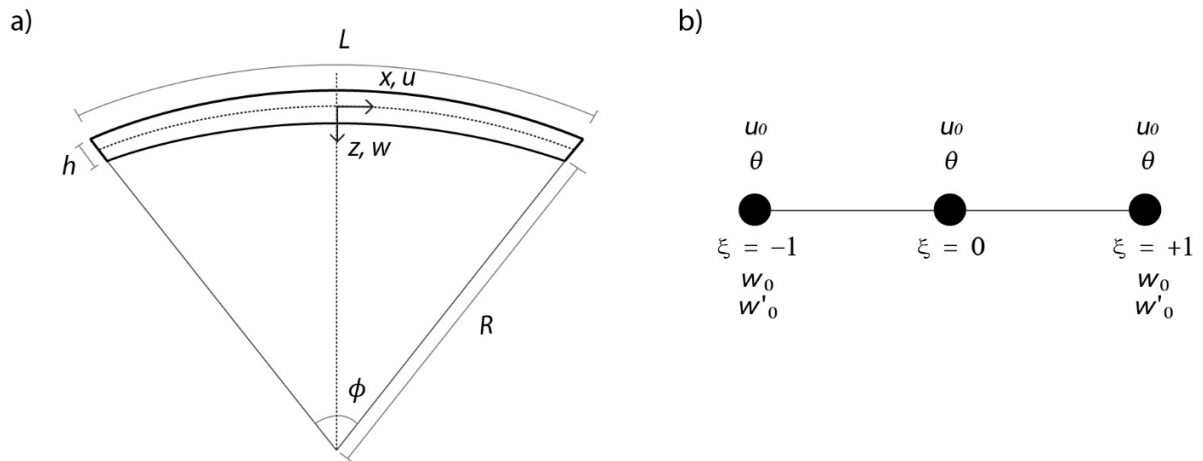 a)
L
x, u
z, w
h
R
ϕ
b)
u₀ u₀ u₀
θ θ θ
ξ = −1 ξ = 0 ξ = +1
w₀ w₀
w'₀ w'₀